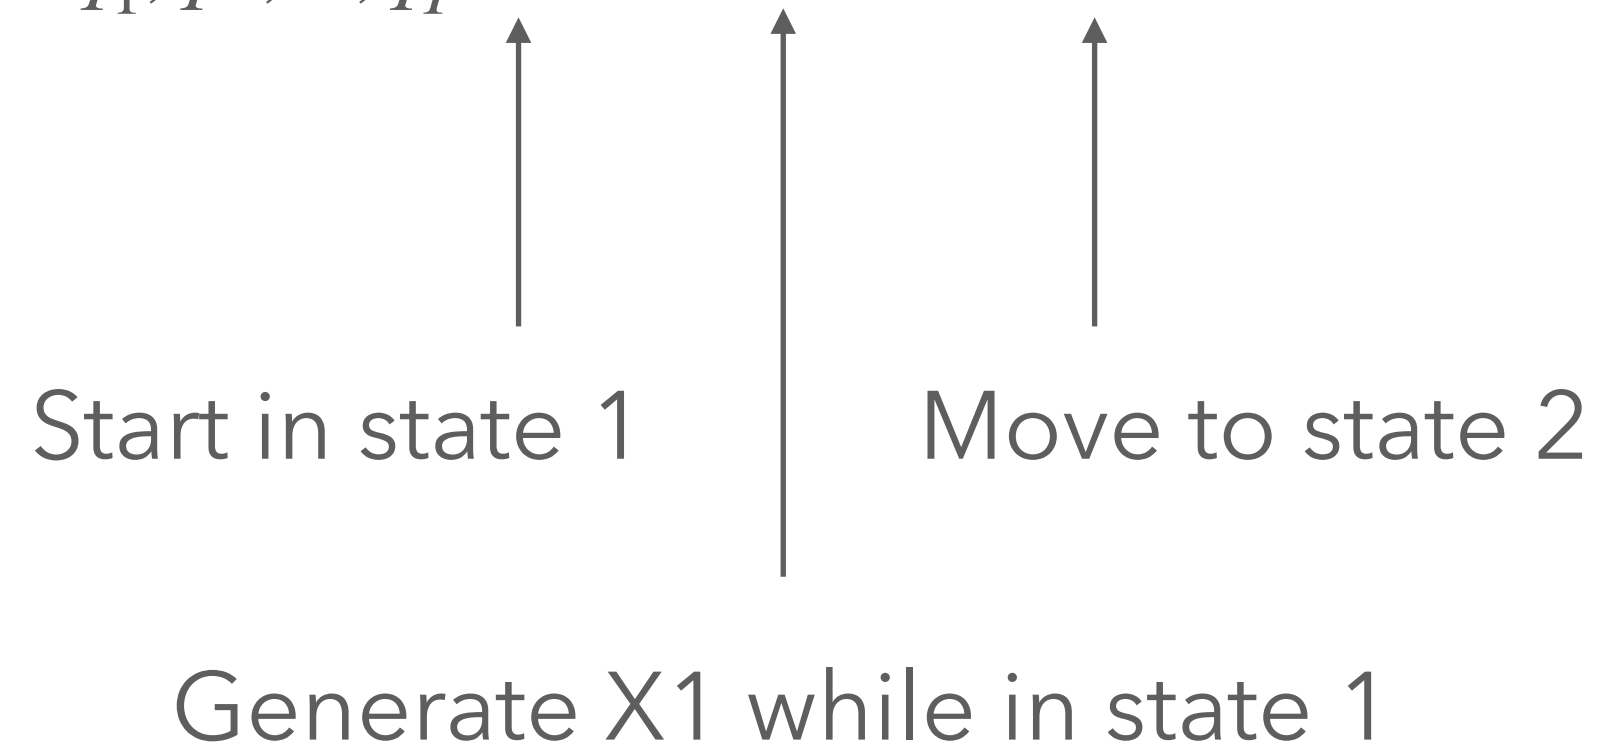 Start in state 1
Move to state 2
Generate X1 while in state 1